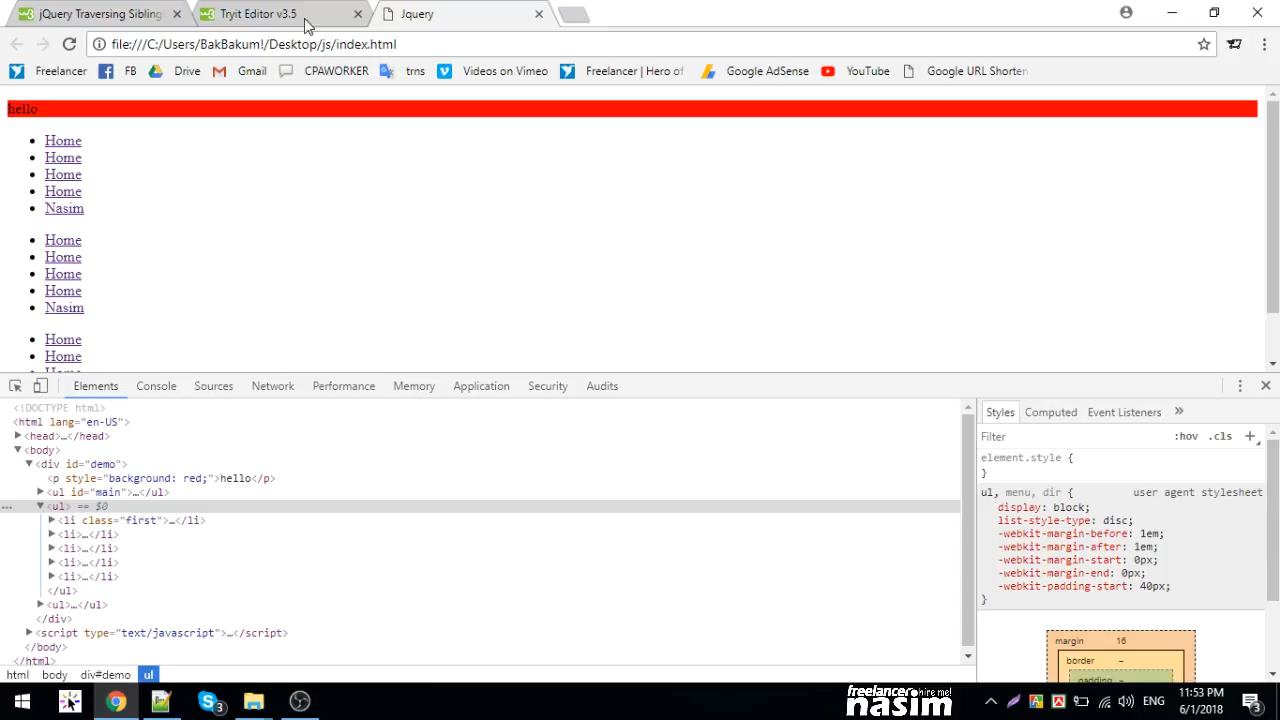 jQuery Traversing Sibling
Tryit Editor v3.5
Jquery
file:///C:/Users/BakBakum!/Desktop/js/index.html
Freelancer
FB
Drive
Gmail
CPAWORKER
trns
Videos on Vimeo
Freelancer | Hero of
Google AdSense
YouTube
Google URL Shorten
hello
Home
Home
Home
Home
Nasim
Home
Home
Home
Home
Nasim
Home
Home
Elements Console Sources Network Performance Memory Application Security Audits
<!DOCTYPE html>
<html lang="en-US">
<head>…</head>
<body>
<div id="demo">
<p style="background: red;">hello</p>
<ul id="main">…</ul>
<ul> == $0
<li class="first">…</li>
<li>…</li>
<li>…</li>
<li>…</li>
<li>…</li>
</ul>
<ul>…</ul>
</div>
<script type="text/javascript">…</script>
</body>
</html>
html body div#demo ul
Styles Computed Event Listeners »
Filter :hov .cls +
element.style {
}
ul, menu, dir { user agent stylesheet
display: block;
list-style-type: disc;
-webkit-margin-before: 1em;
-webkit-margin-after: 1em;
-webkit-margin-start: 0px;
-webkit-margin-end: 0px;
-webkit-padding-start: 40px;
}
margin 16
border –
padding –
3
freelancer hire me!
nasim
ENG
11:53 PM
6/1/2018
3